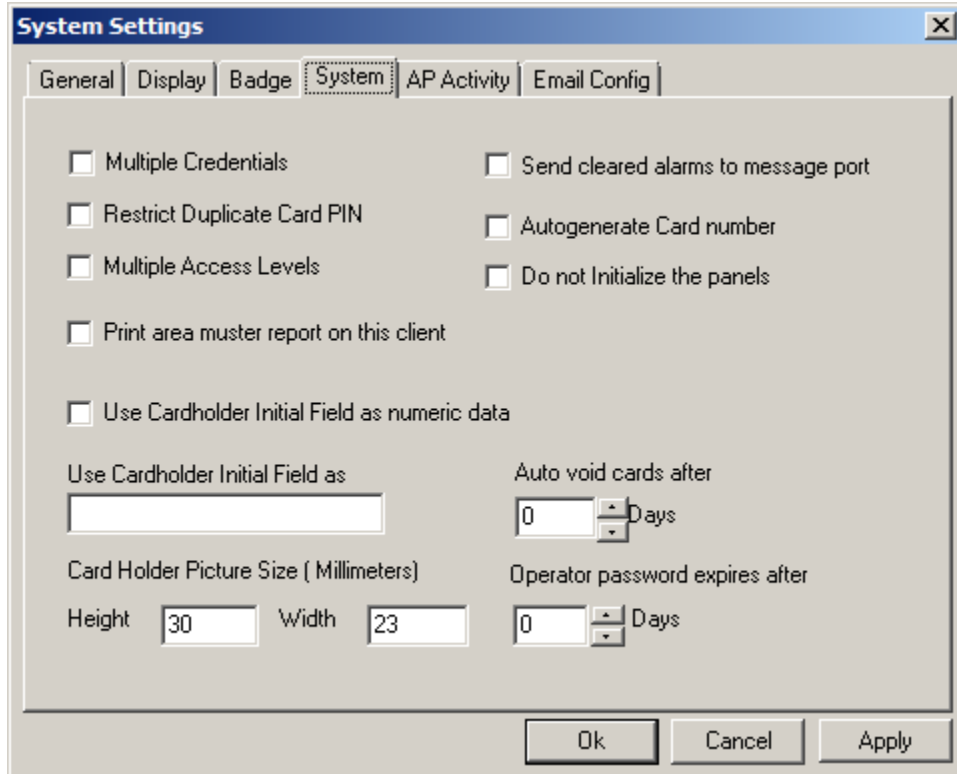 System Settings
General Display Badge System AP Activity Email Config
Multiple Credentials
Send cleared alarms to message port
Restrict Duplicate Card PIN
Autogenerate Card number
Multiple Access Levels
Do not Initialize the panels
Print area muster report on this client
Use Cardholder Initial Field as numeric data
Use Cardholder Initial Field as
Auto void cards after
0 Days
Card Holder Picture Size ( Millimeters)
Operator password expires after
Height 30 Width 23
0 Days
Ok Cancel Apply